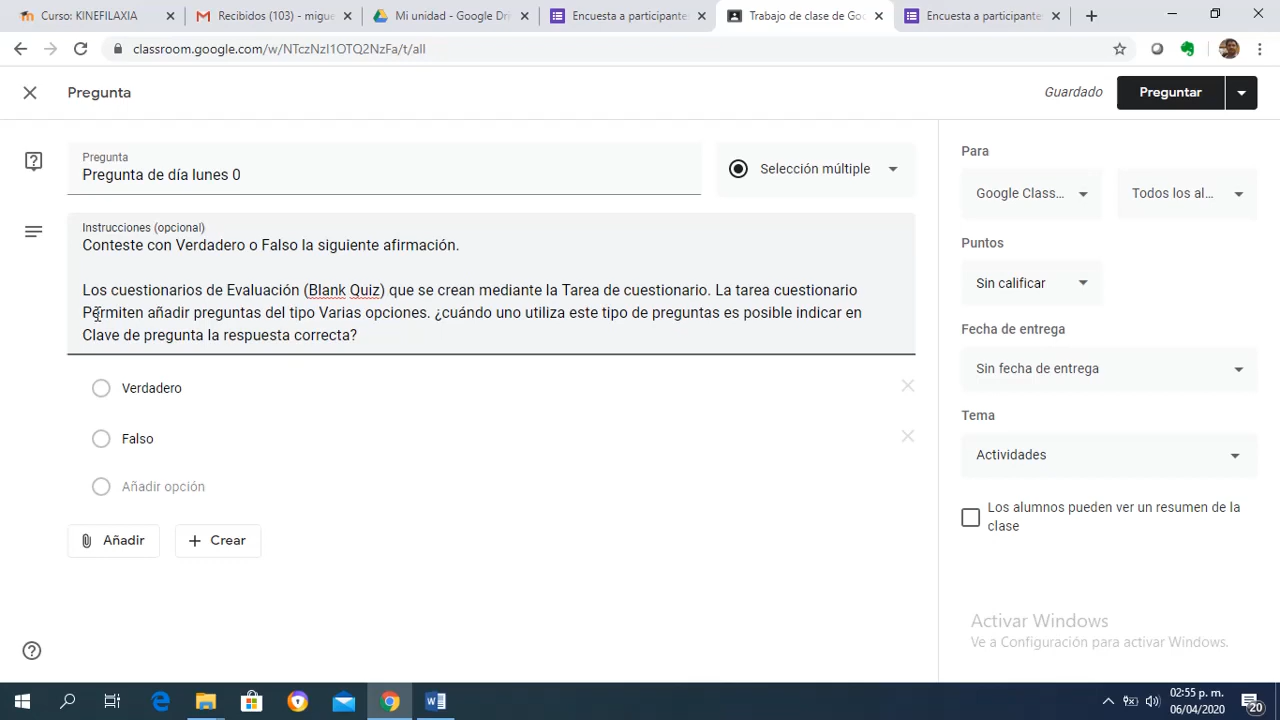 Curso: KINEFILAXIA
Recibidos (103) - migue
Mi unidad - Google Dri
Encuesta a participante
Trabajo de clase de Goo
Encuesta a participante
classroom.google.com/w/NTczNzI1OTQ2NzFa/t/all
Pregunta
Guardado
Preguntar
Pregunta
Pregunta de día lunes 0
Selección múltiple
Instrucciones (opcional)
Conteste con Verdadero o Falso la siguiente afirmación.
Los cuestionarios de Evaluación (Blank Quiz) que se crean mediante la Tarea de cuestionario. La tarea cuestionario
Permiten añadir preguntas del tipo Varias opciones. ¿cuándo uno utiliza este tipo de preguntas es posible indicar en
Clave de pregunta la respuesta correcta?
Verdadero
Falso
Añadir opción
Añadir
Crear
Para
Google Class...
Todos los al...
Puntos
Sin calificar
Fecha de entrega
Sin fecha de entrega
Tema
Actividades
Los alumnos pueden ver un resumen de la
clase
Activar Windows
Ve a Configuración para activar Windows.
02:55 p. m.
06/04/2020
20